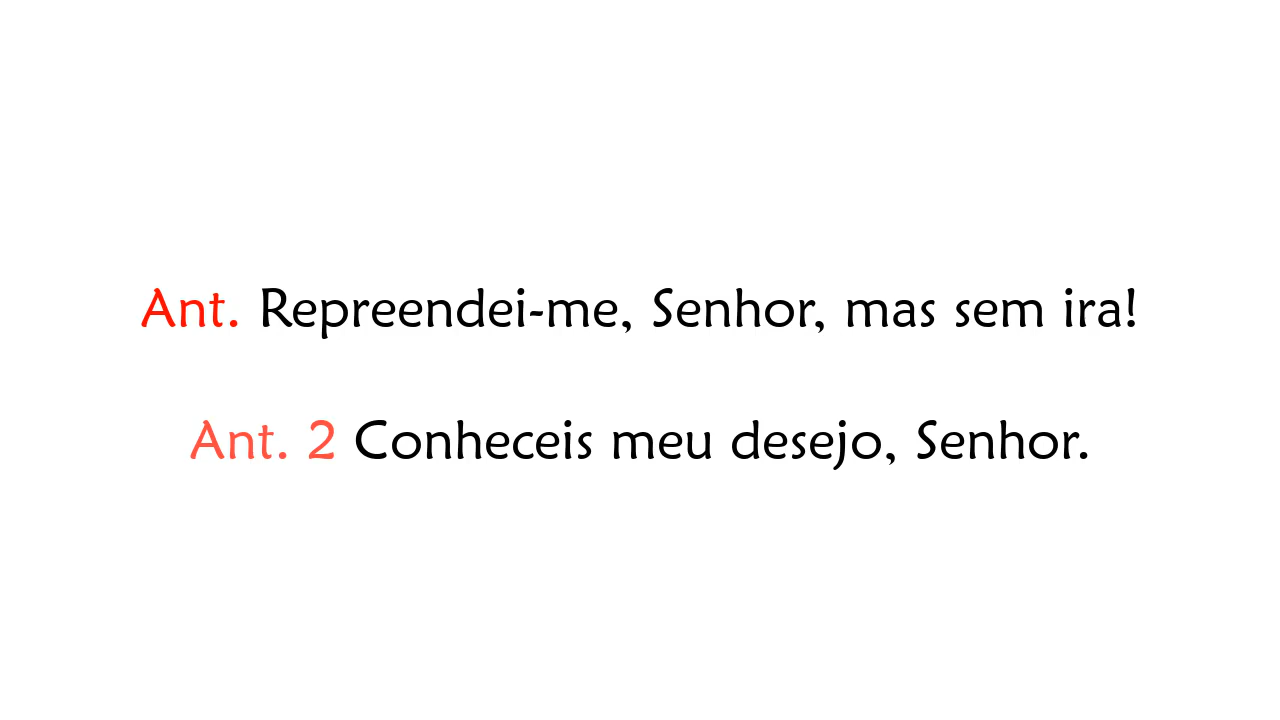 Ant. Repreendei-me, Senhor, mas sem ira!
Ant. 2 Conheceis meu desejo, Senhor.